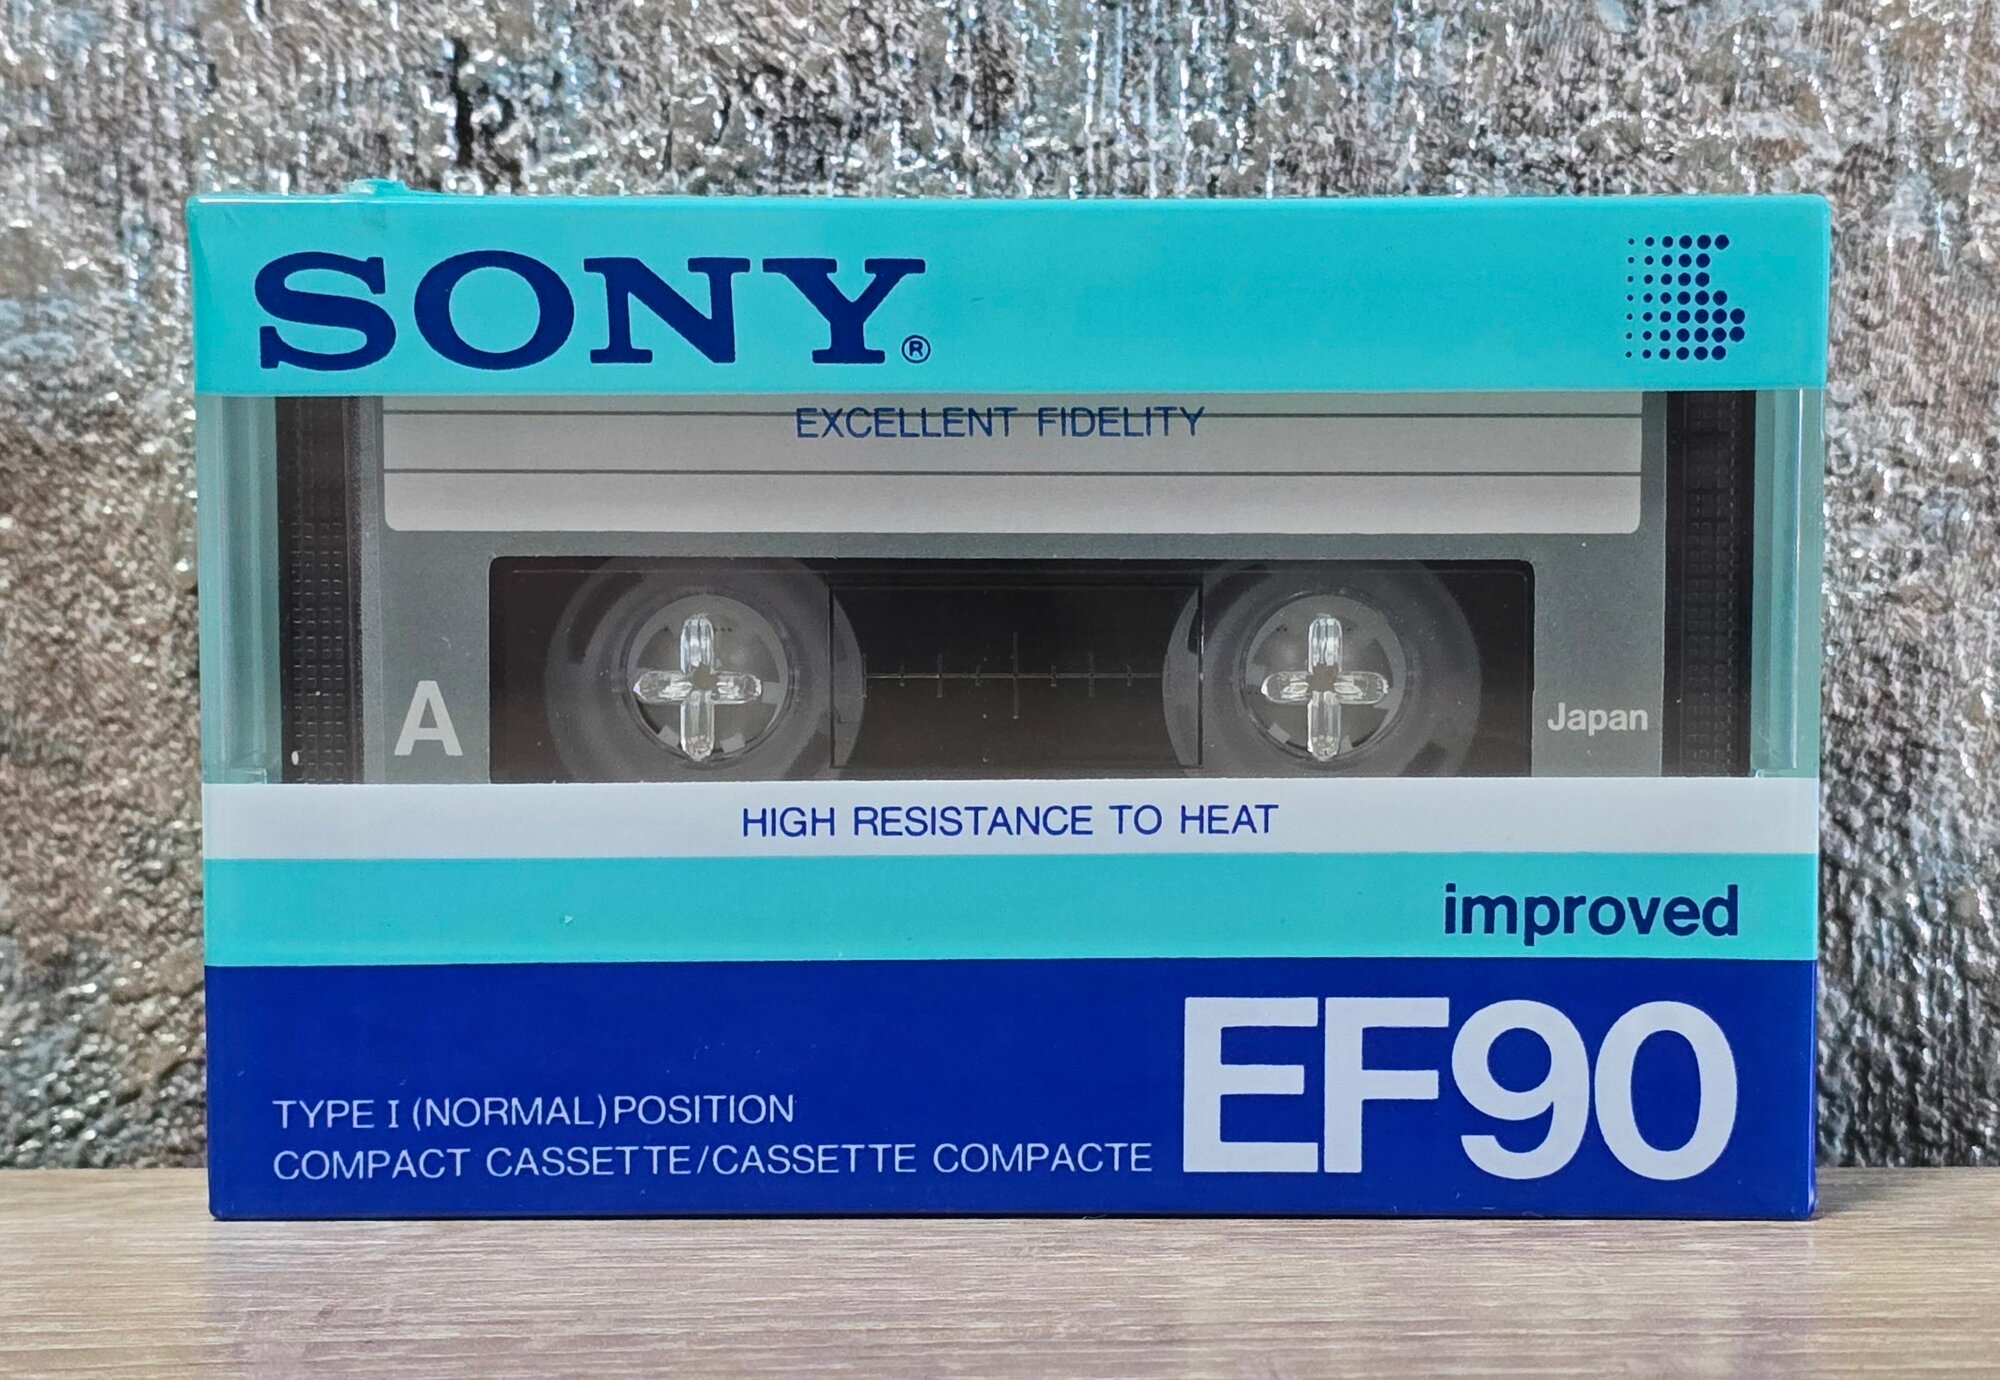 SONY®
EXCELLENT FIDELITY
A
Japan
HIGH RESISTANCE TO HEAT
improved
EF90
TYPE I (NORMAL) POSITION
COMPACT CASSETTE/CASSETTE COMPACTE